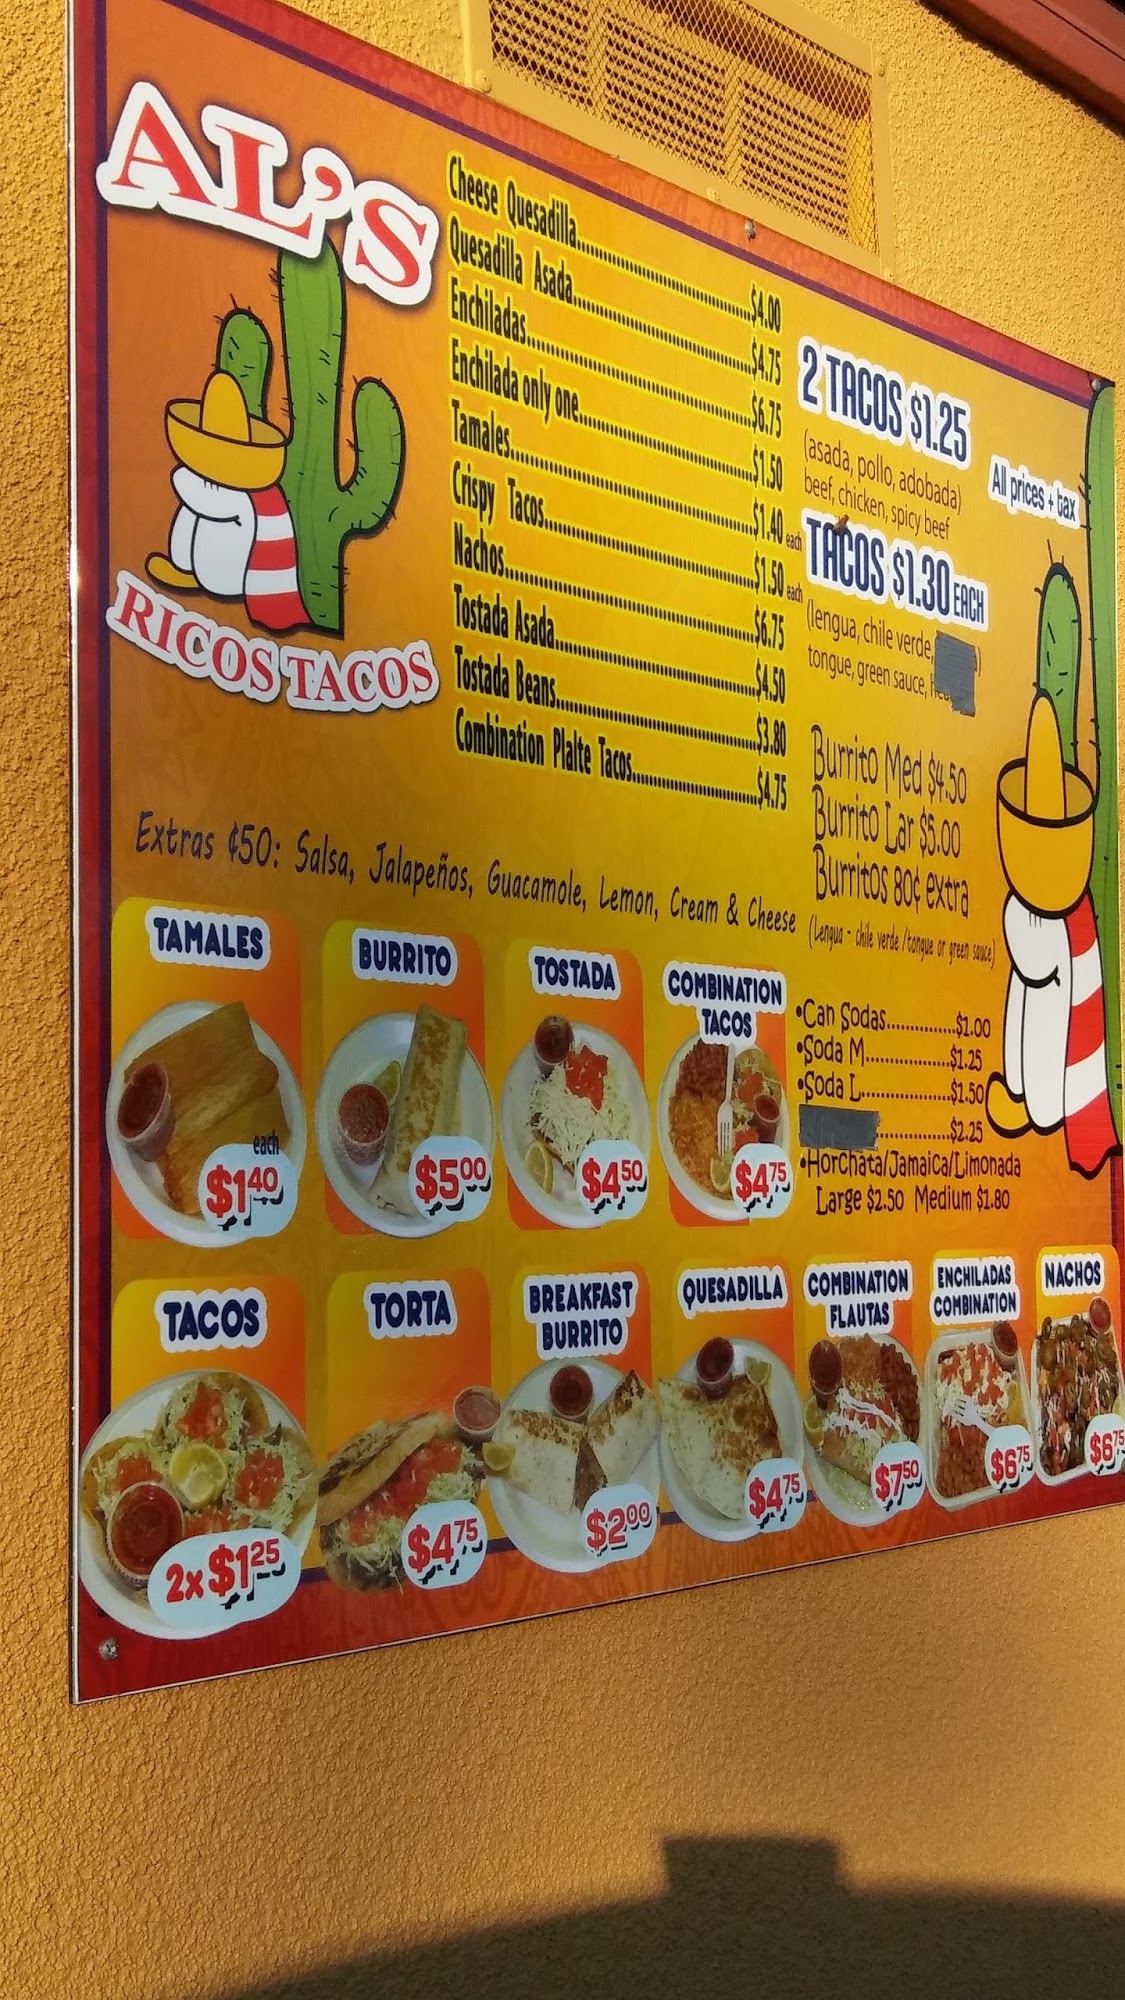 AL'S
RICOS TACOS
Cheese Quesadilla....................$4.00
Quesadilla Asada....................$4.75
Enchiladas....................$6.75
Enchilada only one....................$1.50
Tamales....................$1.40 each
Crispy Tacos....................$1.50 each
Nachos....................$6.75
Tostada Asada....................$4.50
Tostada Beans....................$3.80
Combination Plalte Tacos....................$4.75
2 TACOS $1.25
(asada, pollo, adobada)
beef, chicken, spicy beef
All prices + tax
TACOS $1.30 EACH
(lengua, chile verde,
tongue, green sauce,
Burrito Med $4.50
Burrito Lar $5.00
Burritos 80¢ extra
(Lengua - chile verde /tongue or green sauce)
Extras ¢50: Salsa, Jalapeños, Guacamole, Lemon, Cream & Cheese
•Can Sodas...............$1.00
•Soda M...............$1.25
•Soda L...............$1.50
...............$2.25
•Horchata/Jamaica/Limonada
Large $2.50 Medium $1.80
TAMALES
each
$1.40
BURRITO
$5.00
TOSTADA
$4.50
COMBINATION
TACOS
$4.75
TACOS
2x $1.25
TORTA
$4.75
BREAKFAST
BURRITO
$2.00
QUESADILLA
$4.75
COMBINATION
FLAUTAS
$7.50
ENCHILADAS
COMBINATION
$6.75
NACHOS
$6.75